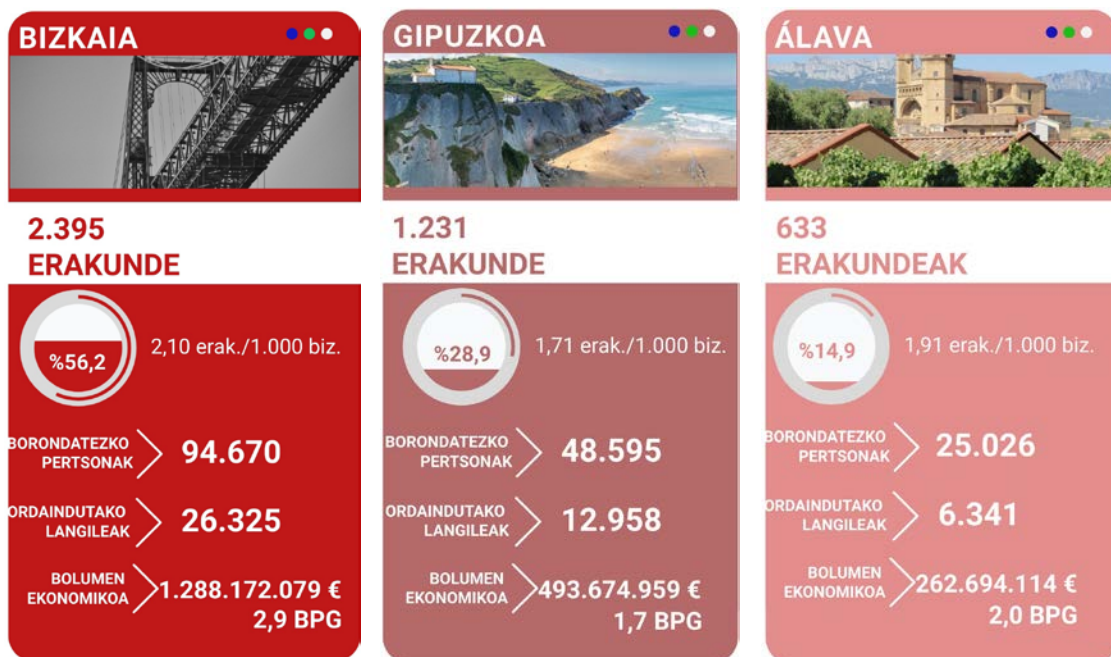 BIZKAIA
2.395
ERAKUNDE
%56,2
2,10 erak./1.000 biz.
BORONDATEZKO
PERTSONAK
94.670
ORDAINDUTAKO
LANGILEAK
26.325
BOLUMEN
EKONOMIKOA
1.288.172.079 €
2,9 BPG
GIPUZKOA
1.231
ERAKUNDE
%28,9
1,71 erak./1.000 biz.
BORONDATEZKO
PERTSONAK
48.595
ORDAINDUTAKO
LANGILEAK
12.958
BOLUMEN
EKONOMIKOA
493.674.959 €
1,7 BPG
ÁLAVA
633
ERAKUNDEAK
%14,9
1,91 erak./1.000 biz.
BORONDATEZKO
PERTSONAK
25.026
ORDAINDUTAKO
LANGILEAK
6.341
BOLUMEN
EKONOMIKOA
262.694.114 €
2,0 BPG